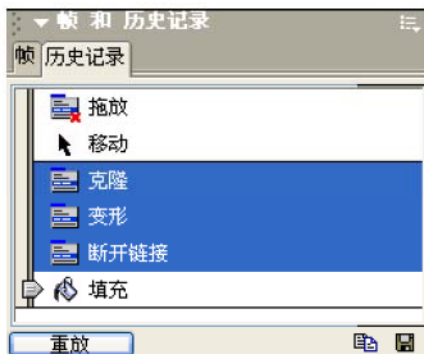 帧 和 历史记录
帧 历史记录
拖放
移动
克隆
变形
断开链接
填充
重放